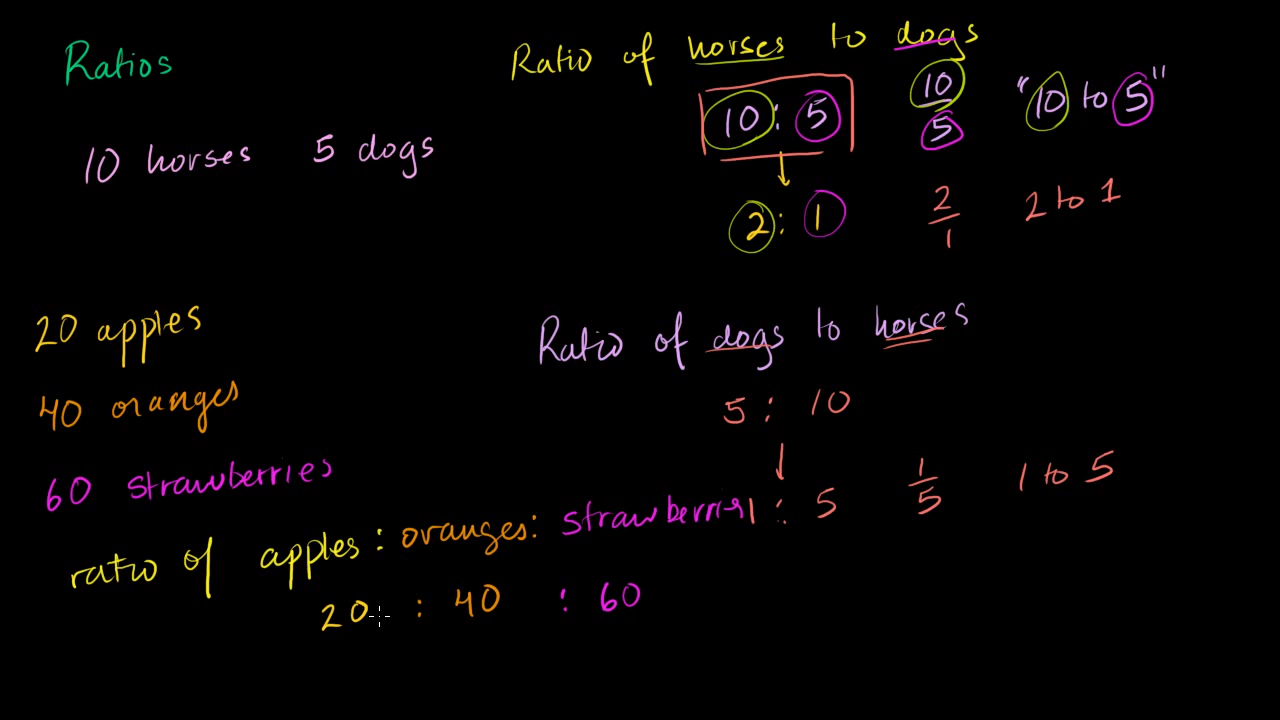 Ratios
10 horses 5 dogs
Ratio of horses to dogs
10 : 5 10/5 "10 to 5"
2 : 1 2/1 2 to 1
20 apples
40 oranges
60 strawberries
Ratio of dogs to horses
5 : 10
1 : 5 1/5 1 to 5
ratio of apples : oranges : strawberries
20 : 40 : 60